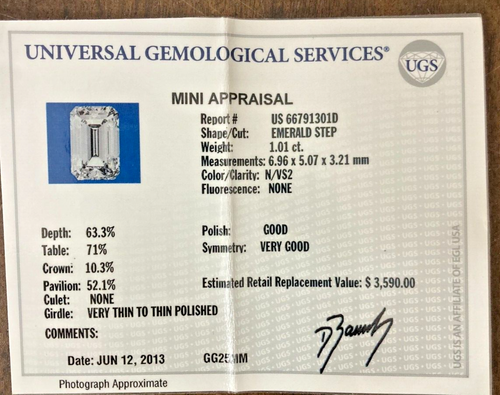 UNIVERSAL GEMOLOGICAL SERVICES®
UGS
MINI APPRAISAL
Report # US 66791301D
Shape/Cut: EMERALD STEP
Weight: 1.01 ct.
Measurements: 6.96 x 5.07 x 3.21 mm
Color/Clarity: N/VS2
Fluorescence: NONE
Depth: 63.3%
Table: 71%
Crown: 10.3%
Pavilion: 52.1%
Culet: NONE
Girdle: VERY THIN TO THIN POLISHED
Polish: GOOD
Symmetry: VERY GOOD
Estimated Retail Replacement Value: $ 3,590.00
COMMENTS:
Date: JUN 12, 2013
Photograph Approximate
UGS IS AN AFFILIATE OF EGL USA